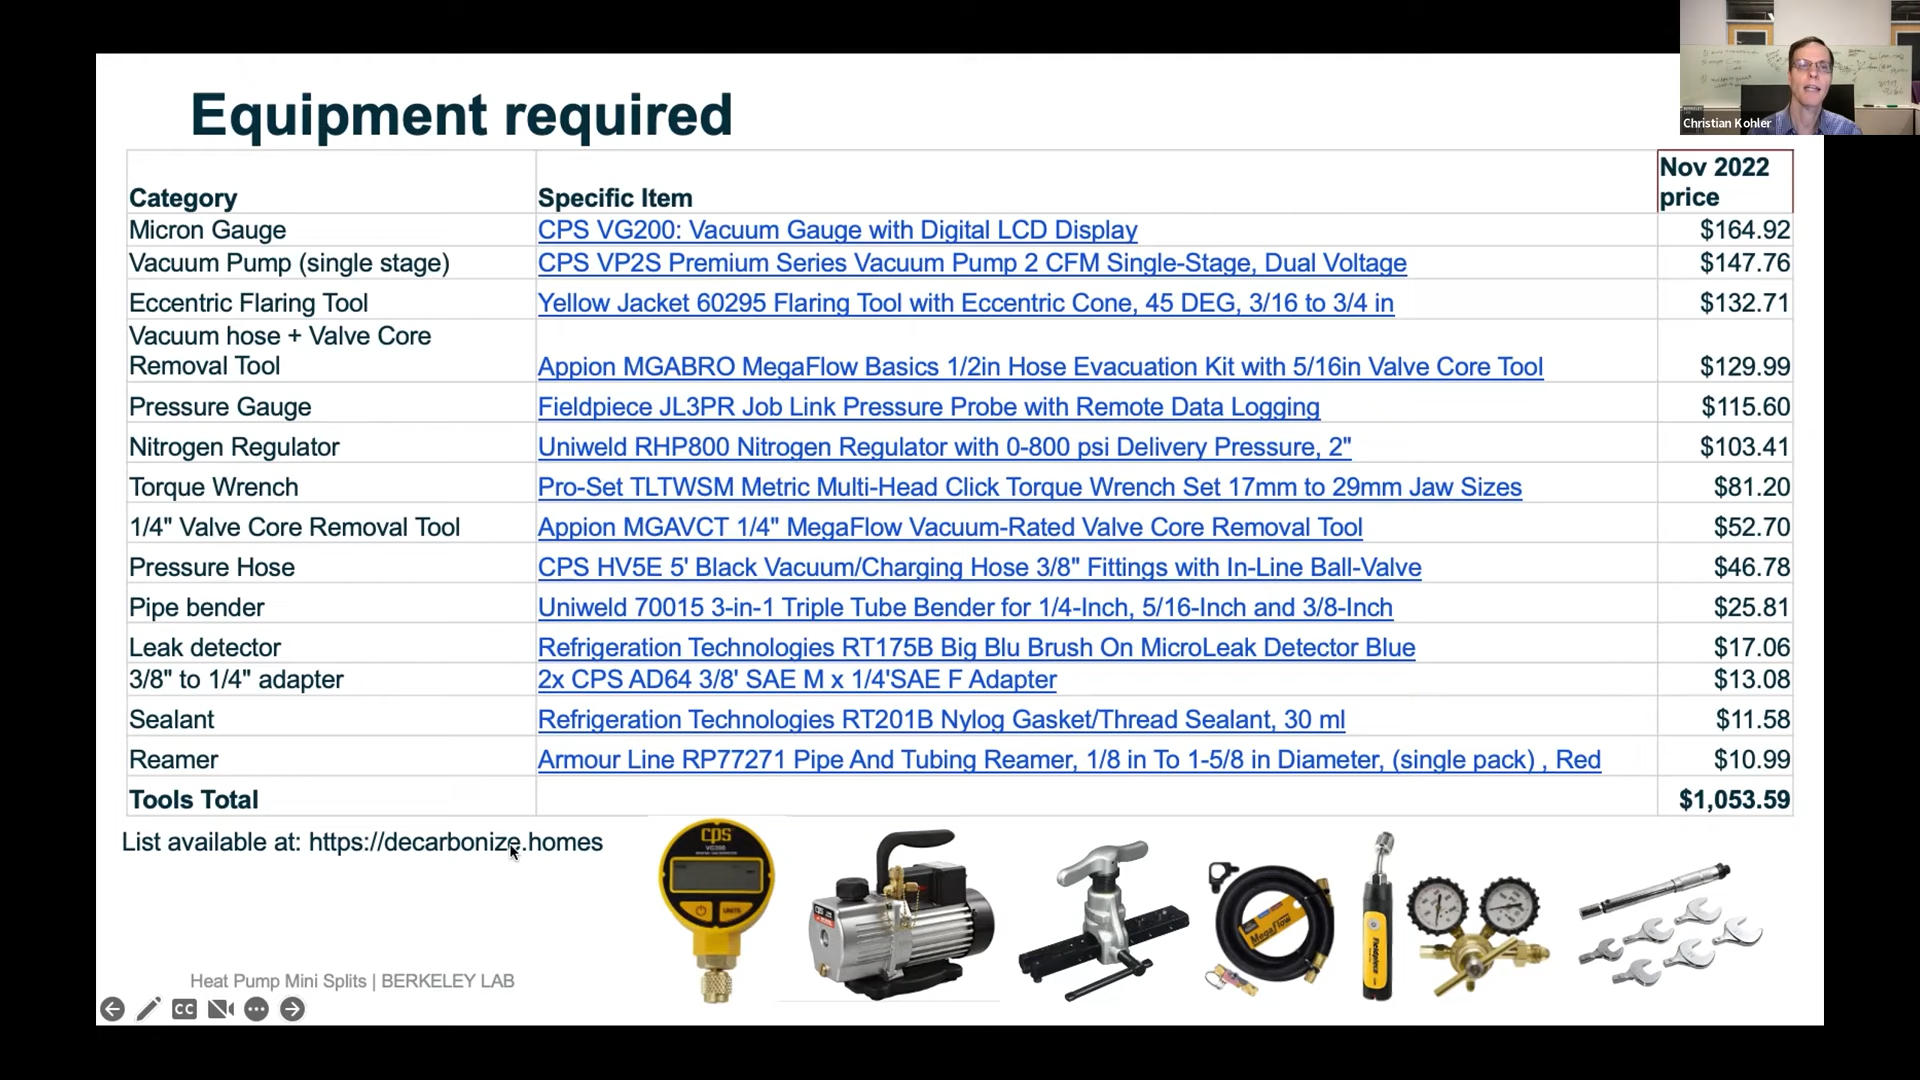 Equipment required
Christian Kohler
Category Specific Item Nov 2022 price
Micron Gauge CPS VG200: Vacuum Gauge with Digital LCD Display $164.92
Vacuum Pump (single stage) CPS VP2S Premium Series Vacuum Pump 2 CFM Single-Stage, Dual Voltage $147.76
Eccentric Flaring Tool Yellow Jacket 60295 Flaring Tool with Eccentric Cone, 45 DEG, 3/16 to 3/4 in $132.71
Vacuum hose + Valve Core
Removal Tool Appion MGABRO MegaFlow Basics 1/2in Hose Evacuation Kit with 5/16in Valve Core Tool $129.99
Pressure Gauge Fieldpiece JL3PR Job Link Pressure Probe with Remote Data Logging $115.60
Nitrogen Regulator Uniweld RHP800 Nitrogen Regulator with 0-800 psi Delivery Pressure, 2" $103.41
Torque Wrench Pro-Set TLTWSM Metric Multi-Head Click Torque Wrench Set 17mm to 29mm Jaw Sizes $81.20
1/4" Valve Core Removal Tool Appion MGAVCT 1/4" MegaFlow Vacuum-Rated Valve Core Removal Tool $52.70
Pressure Hose CPS HV5E 5' Black Vacuum/Charging Hose 3/8" Fittings with In-Line Ball-Valve $46.78
Pipe bender Uniweld 70015 3-in-1 Triple Tube Bender for 1/4-Inch, 5/16-Inch and 3/8-Inch $25.81
Leak detector Refrigeration Technologies RT175B Big Blu Brush On MicroLeak Detector Blue $17.06
3/8" to 1/4" adapter 2x CPS AD64 3/8' SAE M x 1/4'SAE F Adapter $13.08
Sealant Refrigeration Technologies RT201B Nylog Gasket/Thread Sealant, 30 ml $11.58
Reamer Armour Line RP77271 Pipe And Tubing Reamer, 1/8 in To 1-5/8 in Diameter, (single pack) , Red $10.99
Tools Total $1,053.59
List available at: https://decarbonize.homes
cps
UNITS
CPS
MegaFlow
Fieldpiece
Heat Pump Mini Splits | BERKELEY LAB
CC